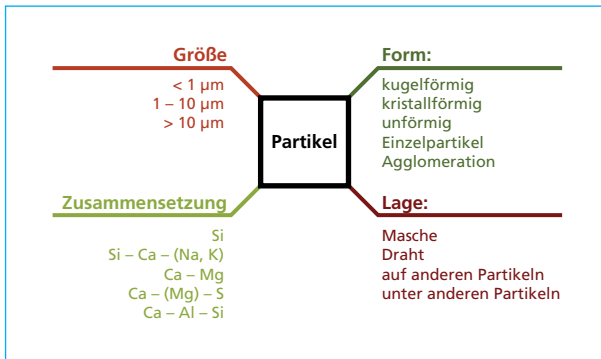 Größe
< 1 µm
1 – 10 µm
> 10 µm
Form:
kugelförmig
kristallförmig
unförmig
Einzelpartikel
Agglomeration
Partikel
Zusammensetzung
Si
Si – Ca – (Na, K)
Ca – Mg
Ca – (Mg) – S
Ca – Al – Si
Lage:
Masche
Draht
auf anderen Partikeln
unter anderen Partikeln